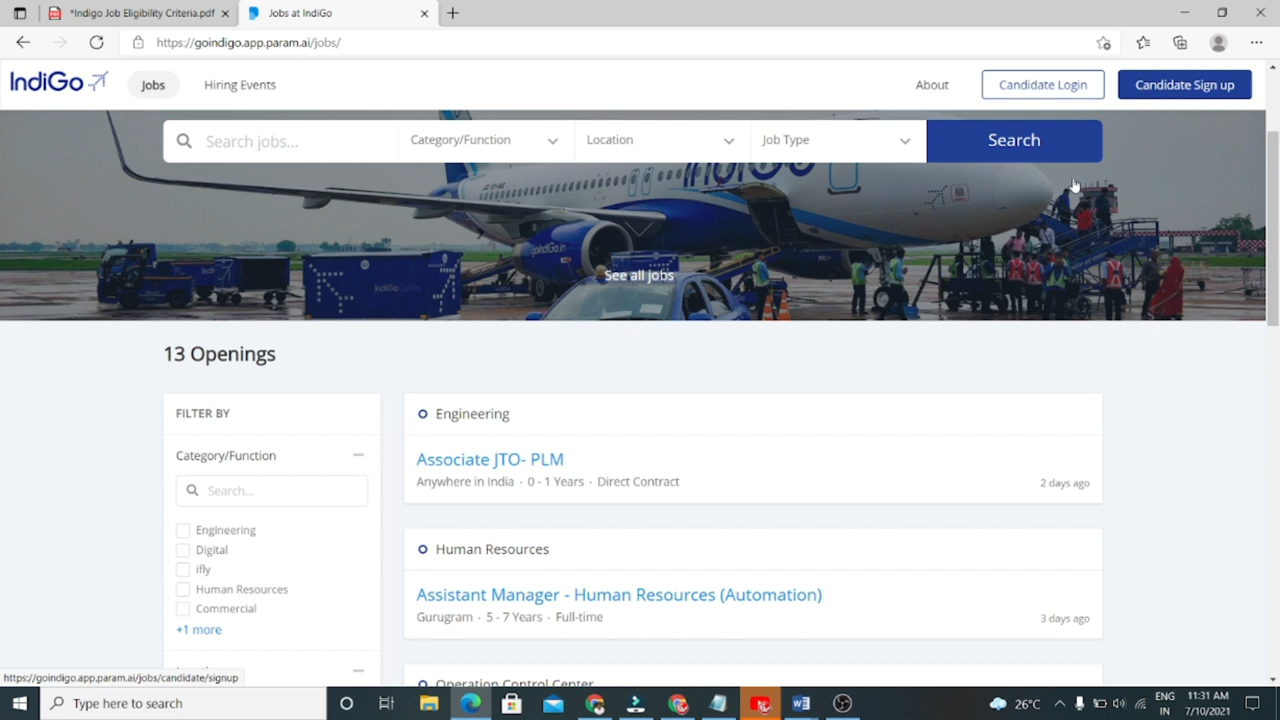 *Indigo Job Eligibility Criteria.pdf
Jobs at IndiGo
https://goindigo.app.param.ai/jobs/
IndiGo
Jobs
Hiring Events
About
Candidate Login
Candidate Sign up
Search jobs...
Category/Function
Location
Job Type
Search
goIndiGo.in
See all jobs
13 Openings
FILTER BY
Category/Function
Search...
Engineering
Digital
ifly
Human Resources
Commercial
+1 more
Engineering
Associate JTO- PLM
Anywhere in India · 0 - 1 Years · Direct Contract
2 days ago
Human Resources
Assistant Manager - Human Resources (Automation)
Gurugram · 5 - 7 Years · Full-time
3 days ago
Operation Control Center
https://goindigo.app.param.ai/jobs/candidate/signup
Type here to search
26°C
ENG
IN
11:31 AM
7/10/2021